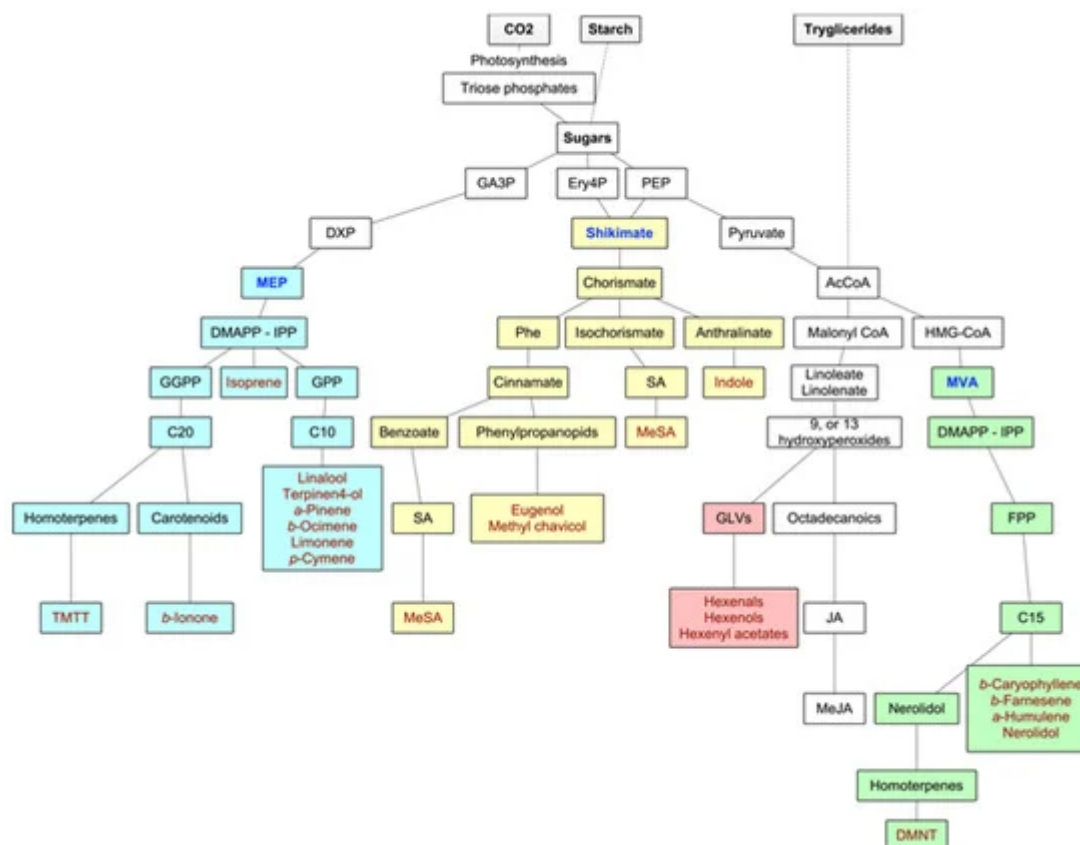 CO2
Starch
Tryglicerides
Photosynthesis
Triose phosphates
Sugars
GA3P
Ery4P
PEP
DXP
Shikimate
Pyruvate
MEP
Chorismate
AcCoA
DMAPP - IPP
Phe
Isochorismate
Anthralinate
Malonyl CoA
HMG-CoA
GGPP
Isoprene
GPP
Cinnamate
SA
Indole
Linoleate
Linolenate
MVA
C20
C10
Benzoate
Phenylpropanopids
MeSA
9, or 13
hydroxyperoxides
DMAPP - IPP
Linalool
Terpinen4-ol
a-Pinene
b-Ocimene
Limonene
p-Cymene
Homoterpenes
Carotenoids
SA
Eugenol
Methyl chavicol
GLVs
Octadecanoics
FPP
TMTT
b-Ionone
MeSA
Hexenals
Hexenols
Hexenyl acetates
JA
C15
MeJA
Nerolidol
b-Caryophyllene
b-Farnesene
a-Humulene
Nerolidol
Homoterpenes
DMNT